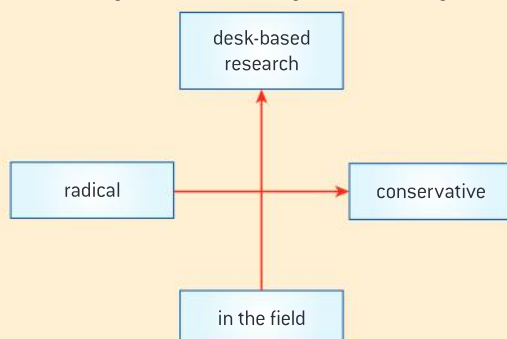 desk-based
research
radical
conservative
in the field